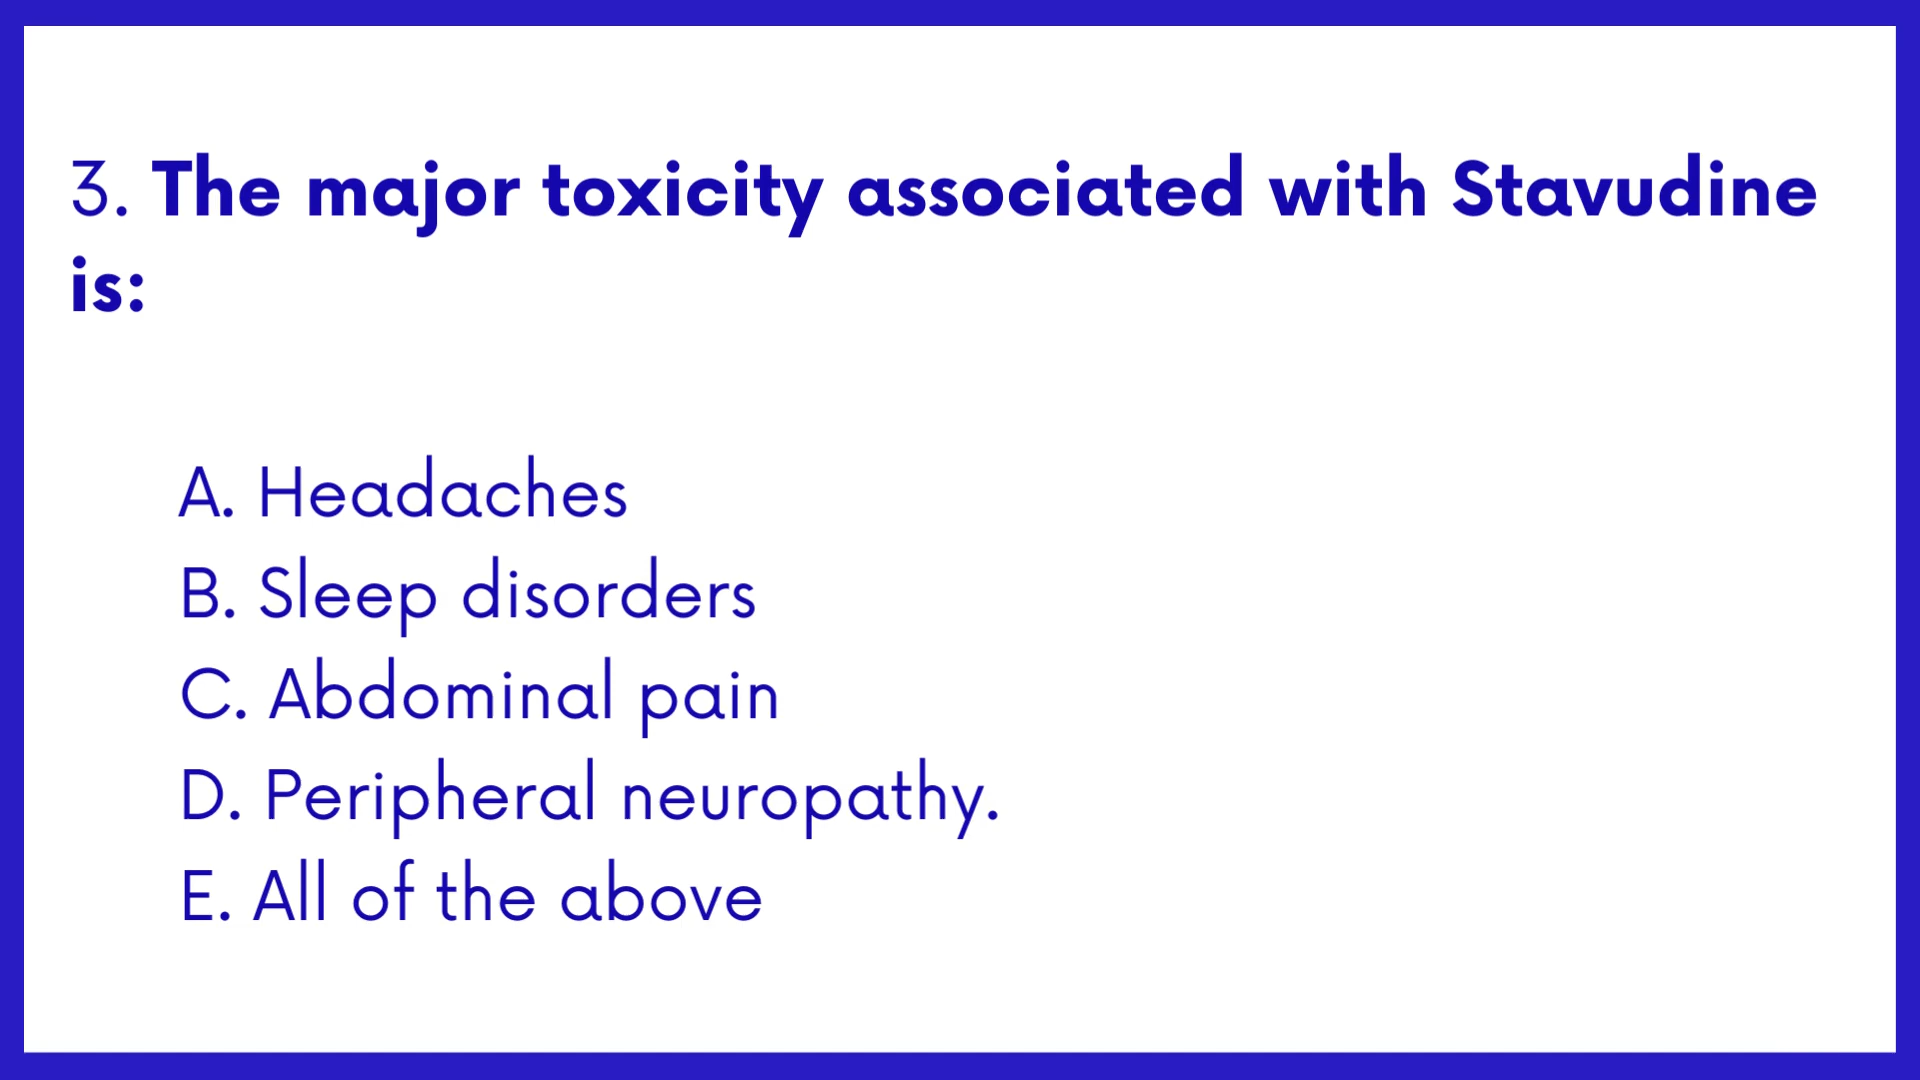 3. The major toxicity associated with Stavudine
is:
A. Headaches
B. Sleep disorders
C. Abdominal pain
D. Peripheral neuropathy.
E. All of the above